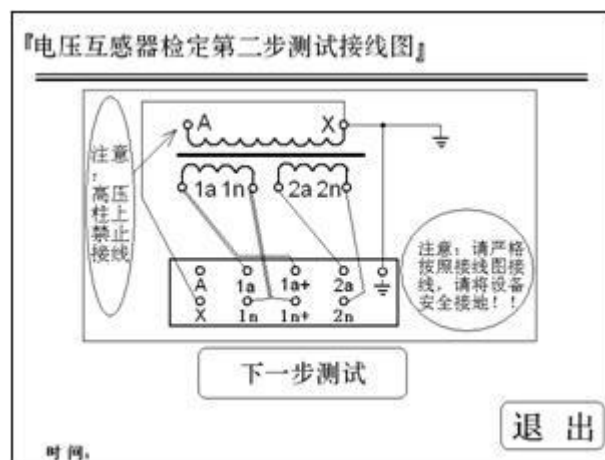 『电压互感器检定第二步测试接线图』
注意
：
高压
柱上
禁止
接线
A X
1a 1n 2a 2n
A 1a 1a+ 2a
X 1n 1n+ 2n
注意：请严格
按照接线图接
线，请将设备
安全接地！！
下一步测试
退 出
时间: